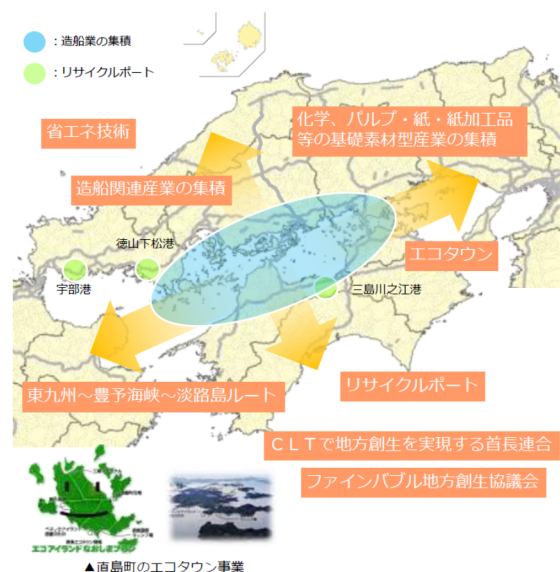 ：造船業の集積
：リサイクルポート
省エネ技術
化学、パルプ・紙・紙加工品
等の基礎素材型産業の集積
造船関連産業の集積
徳山下松港
エコタウン
宇部港
三島川之江港
東九州～豊予海峡～淡路島ルート
リサイクルポート
ＣＬＴで地方創生を実現する首長連合
ファインバブル地方創生協議会
エコアイランドなおしまプラン
▲直島町のエコタウン事業